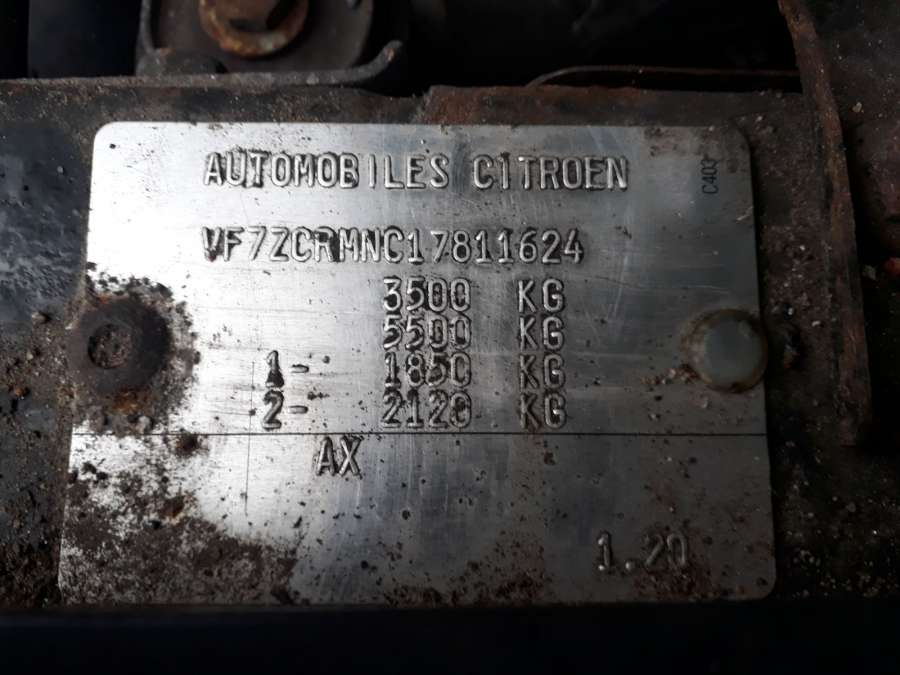 AUTOMOBILES CITROEN
C403
VF7ZCRMNC17811624
3500 KG
5500 KG
1- 1850 KG
2- 2120 KG
AX
1.20